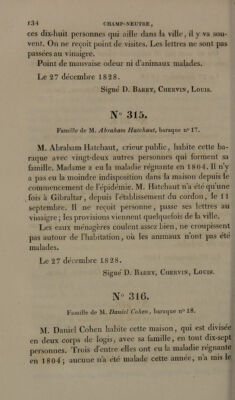 134 CHAMP-NEUTRE,
ces dix-huit personnes qui aille dans la ville, il y va sou-
vent. On ne reçoit point de visites. Les lettres ne sont pas
passées au vinaigre.
Point de mauvaise odeur ni d'animaux malades.
Le 27 décembre 1828.
Signé D. Barry, Chervin, Louis.
N° 315.
Famille de M. Abraham Hatchaut, baraque n° 17.
M. Abraham Hatchaut, crieur public, habite cette ba-
raque avec vingt-deux autres personnes qui forment sa
famille. Madame a eu la maladie régnante en 1804. Il n'y
a pas eu la moindre indisposition dans la maison depuis le
commencement de l'épidémie. M. Hatchaut n'a été qu'une
fois à Gibraltar, depuis l'établissement du cordon, le 11
septembre. Il ne reçoit personne, passe ses lettres au
vinaigre; les provisions viennent quelquefois de la ville.
Les eaux ménagères coulent assez bien, ne croupissent
pas autour de l'habitation, où les animaux n'ont pas été
malades.
Le 27 décembre 1828.
Signé D. Barry, Chervin, Louis.
N° 316.
Famille de M. Daniel Cohen, baraque n° 18.
M. Daniel Cohen habite cette maison, qui est divisée
en deux corps de logis, avec sa famille, en tout dix-sept
personnes. Trois d'entre elles ont eu la maladie régnante
en 1804; aucune n'a été malade cette année, n'a mis le